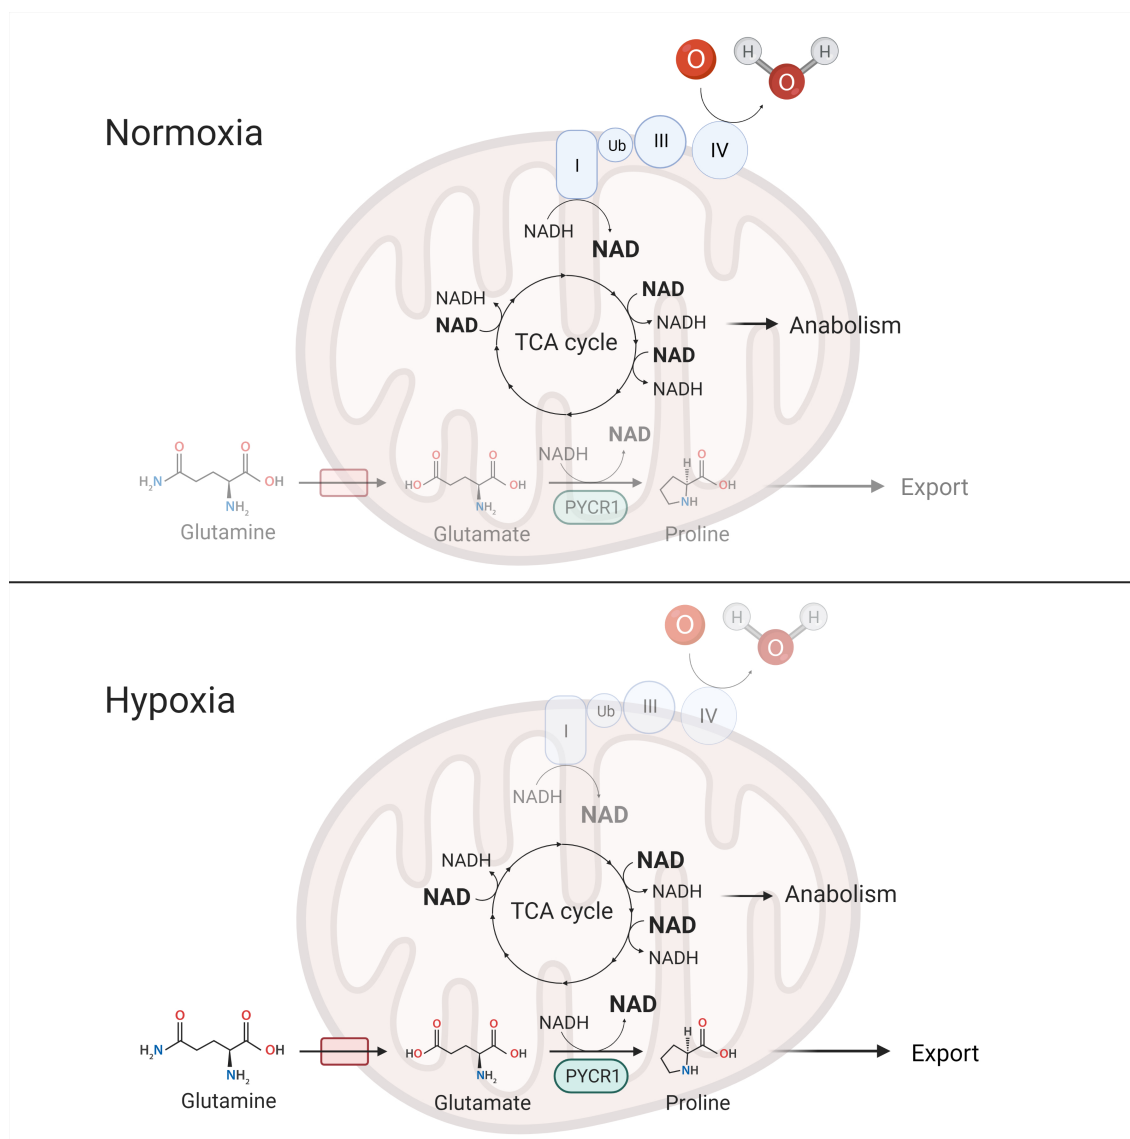 O
H
H
O
Normoxia
I
Ub
III
IV
NADH
NAD
NADH
NAD
TCA cycle
NAD
NADH
NAD
NADH
Anabolism
NADH
NAD
O
O
H₂N
OH
NH₂
Glutamine
O
O
HO
OH
NH₂
Glutamate
PYCR1
H
O
OH
NH
Proline
Export
O
H
H
O
Hypoxia
I
Ub
III
IV
NADH
NAD
NADH
NAD
TCA cycle
NAD
NADH
NAD
NADH
Anabolism
NADH
NAD
O
O
H₂N
OH
NH₂
Glutamine
O
O
HO
OH
NH₂
Glutamate
PYCR1
H
O
OH
NH
Proline
Export